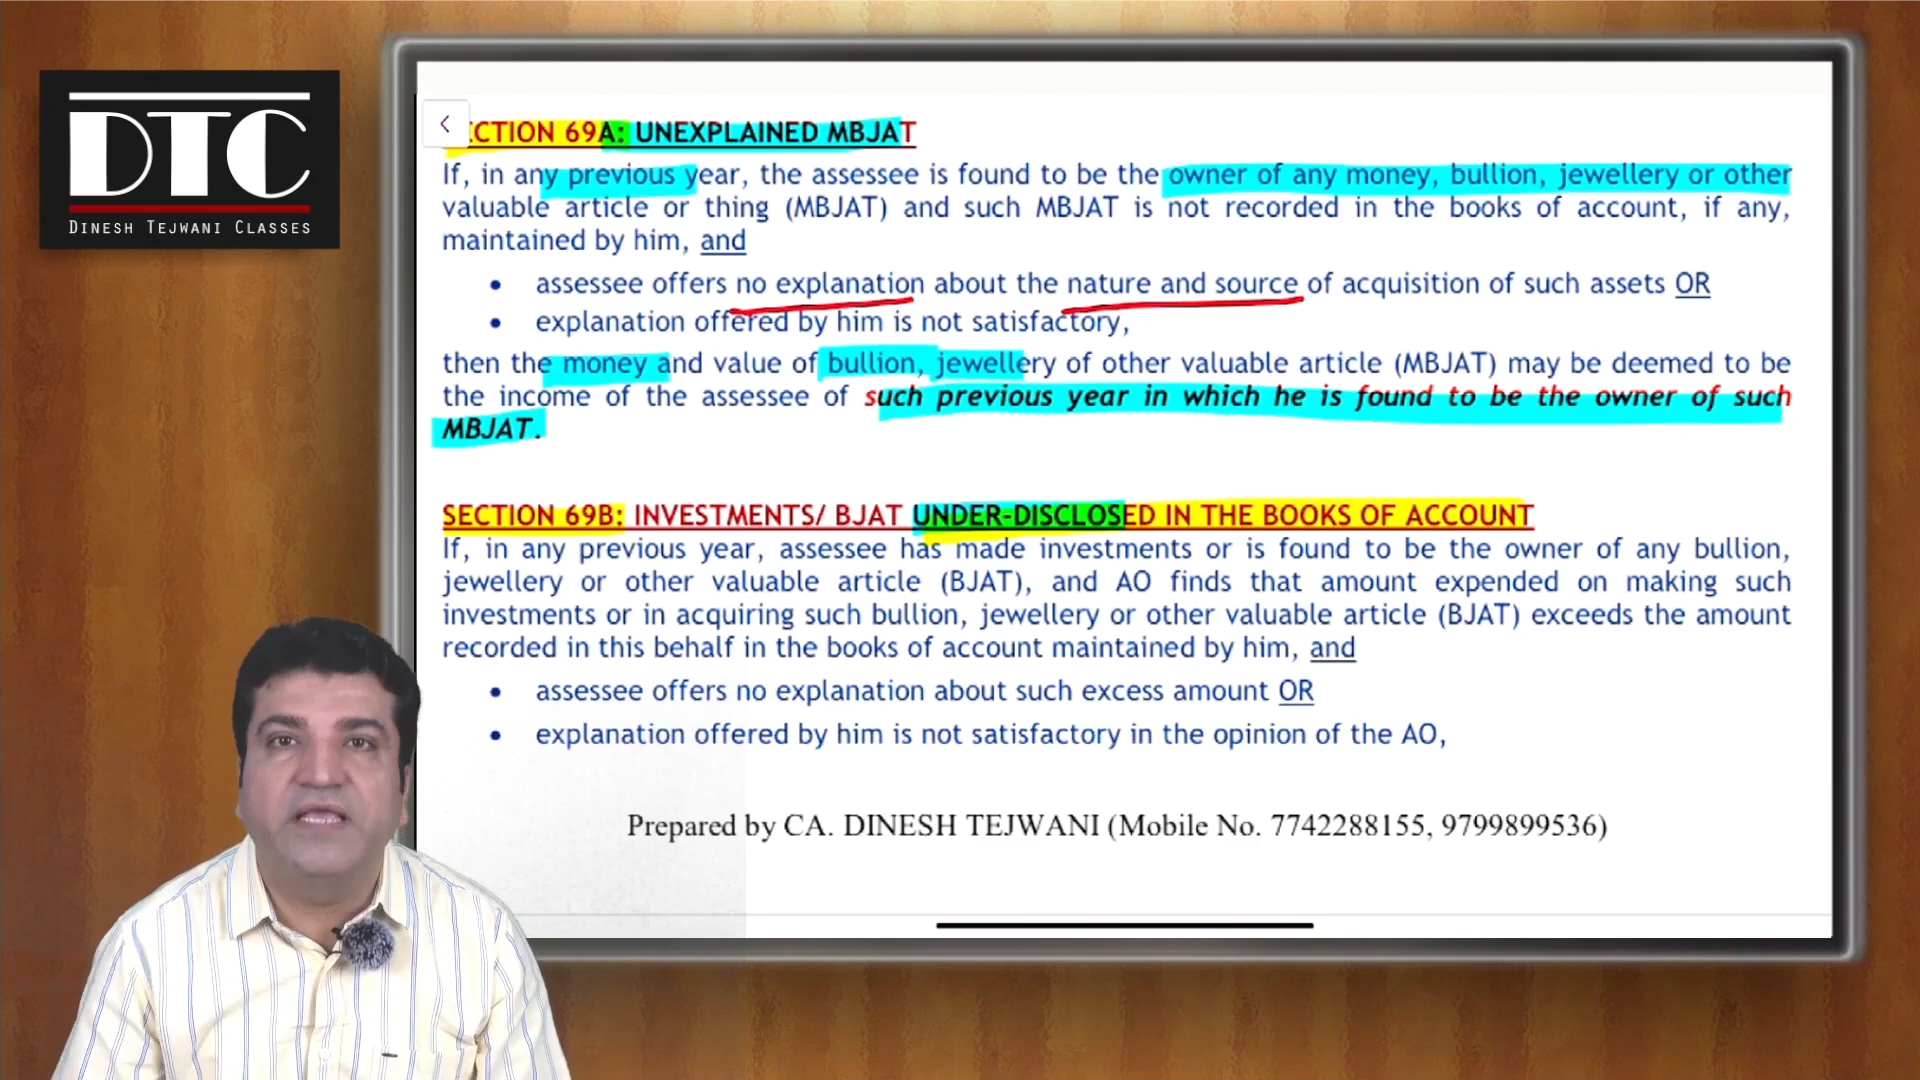 DTC
DINESH TEJWANI CLASSES
ECTION 69A: UNEXPLAINED MBJAT
If, in any previous year, the assessee is found to be the owner of any money, bullion, jewellery or other
valuable article or thing (MBJAT) and such MBJAT is not recorded in the books of account, if any,
maintained by him, and
• assessee offers no explanation about the nature and source of acquisition of such assets OR
• explanation offered by him is not satisfactory,
then the money and value of bullion, jewellery of other valuable article (MBJAT) may be deemed to be
the income of the assessee of such previous year in which he is found to be the owner of such
MBJAT.
SECTION 69B: INVESTMENTS/ BJAT UNDER-DISCLOSED IN THE BOOKS OF ACCOUNT
If, in any previous year, assessee has made investments or is found to be the owner of any bullion,
jewellery or other valuable article (BJAT), and AO finds that amount expended on making such
investments or in acquiring such bullion, jewellery or other valuable article (BJAT) exceeds the amount
recorded in this behalf in the books of account maintained by him, and
• assessee offers no explanation about such excess amount OR
• explanation offered by him is not satisfactory in the opinion of the AO,
Prepared by CA. DINESH TEJWANI (Mobile No. 7742288155, 9799899536)